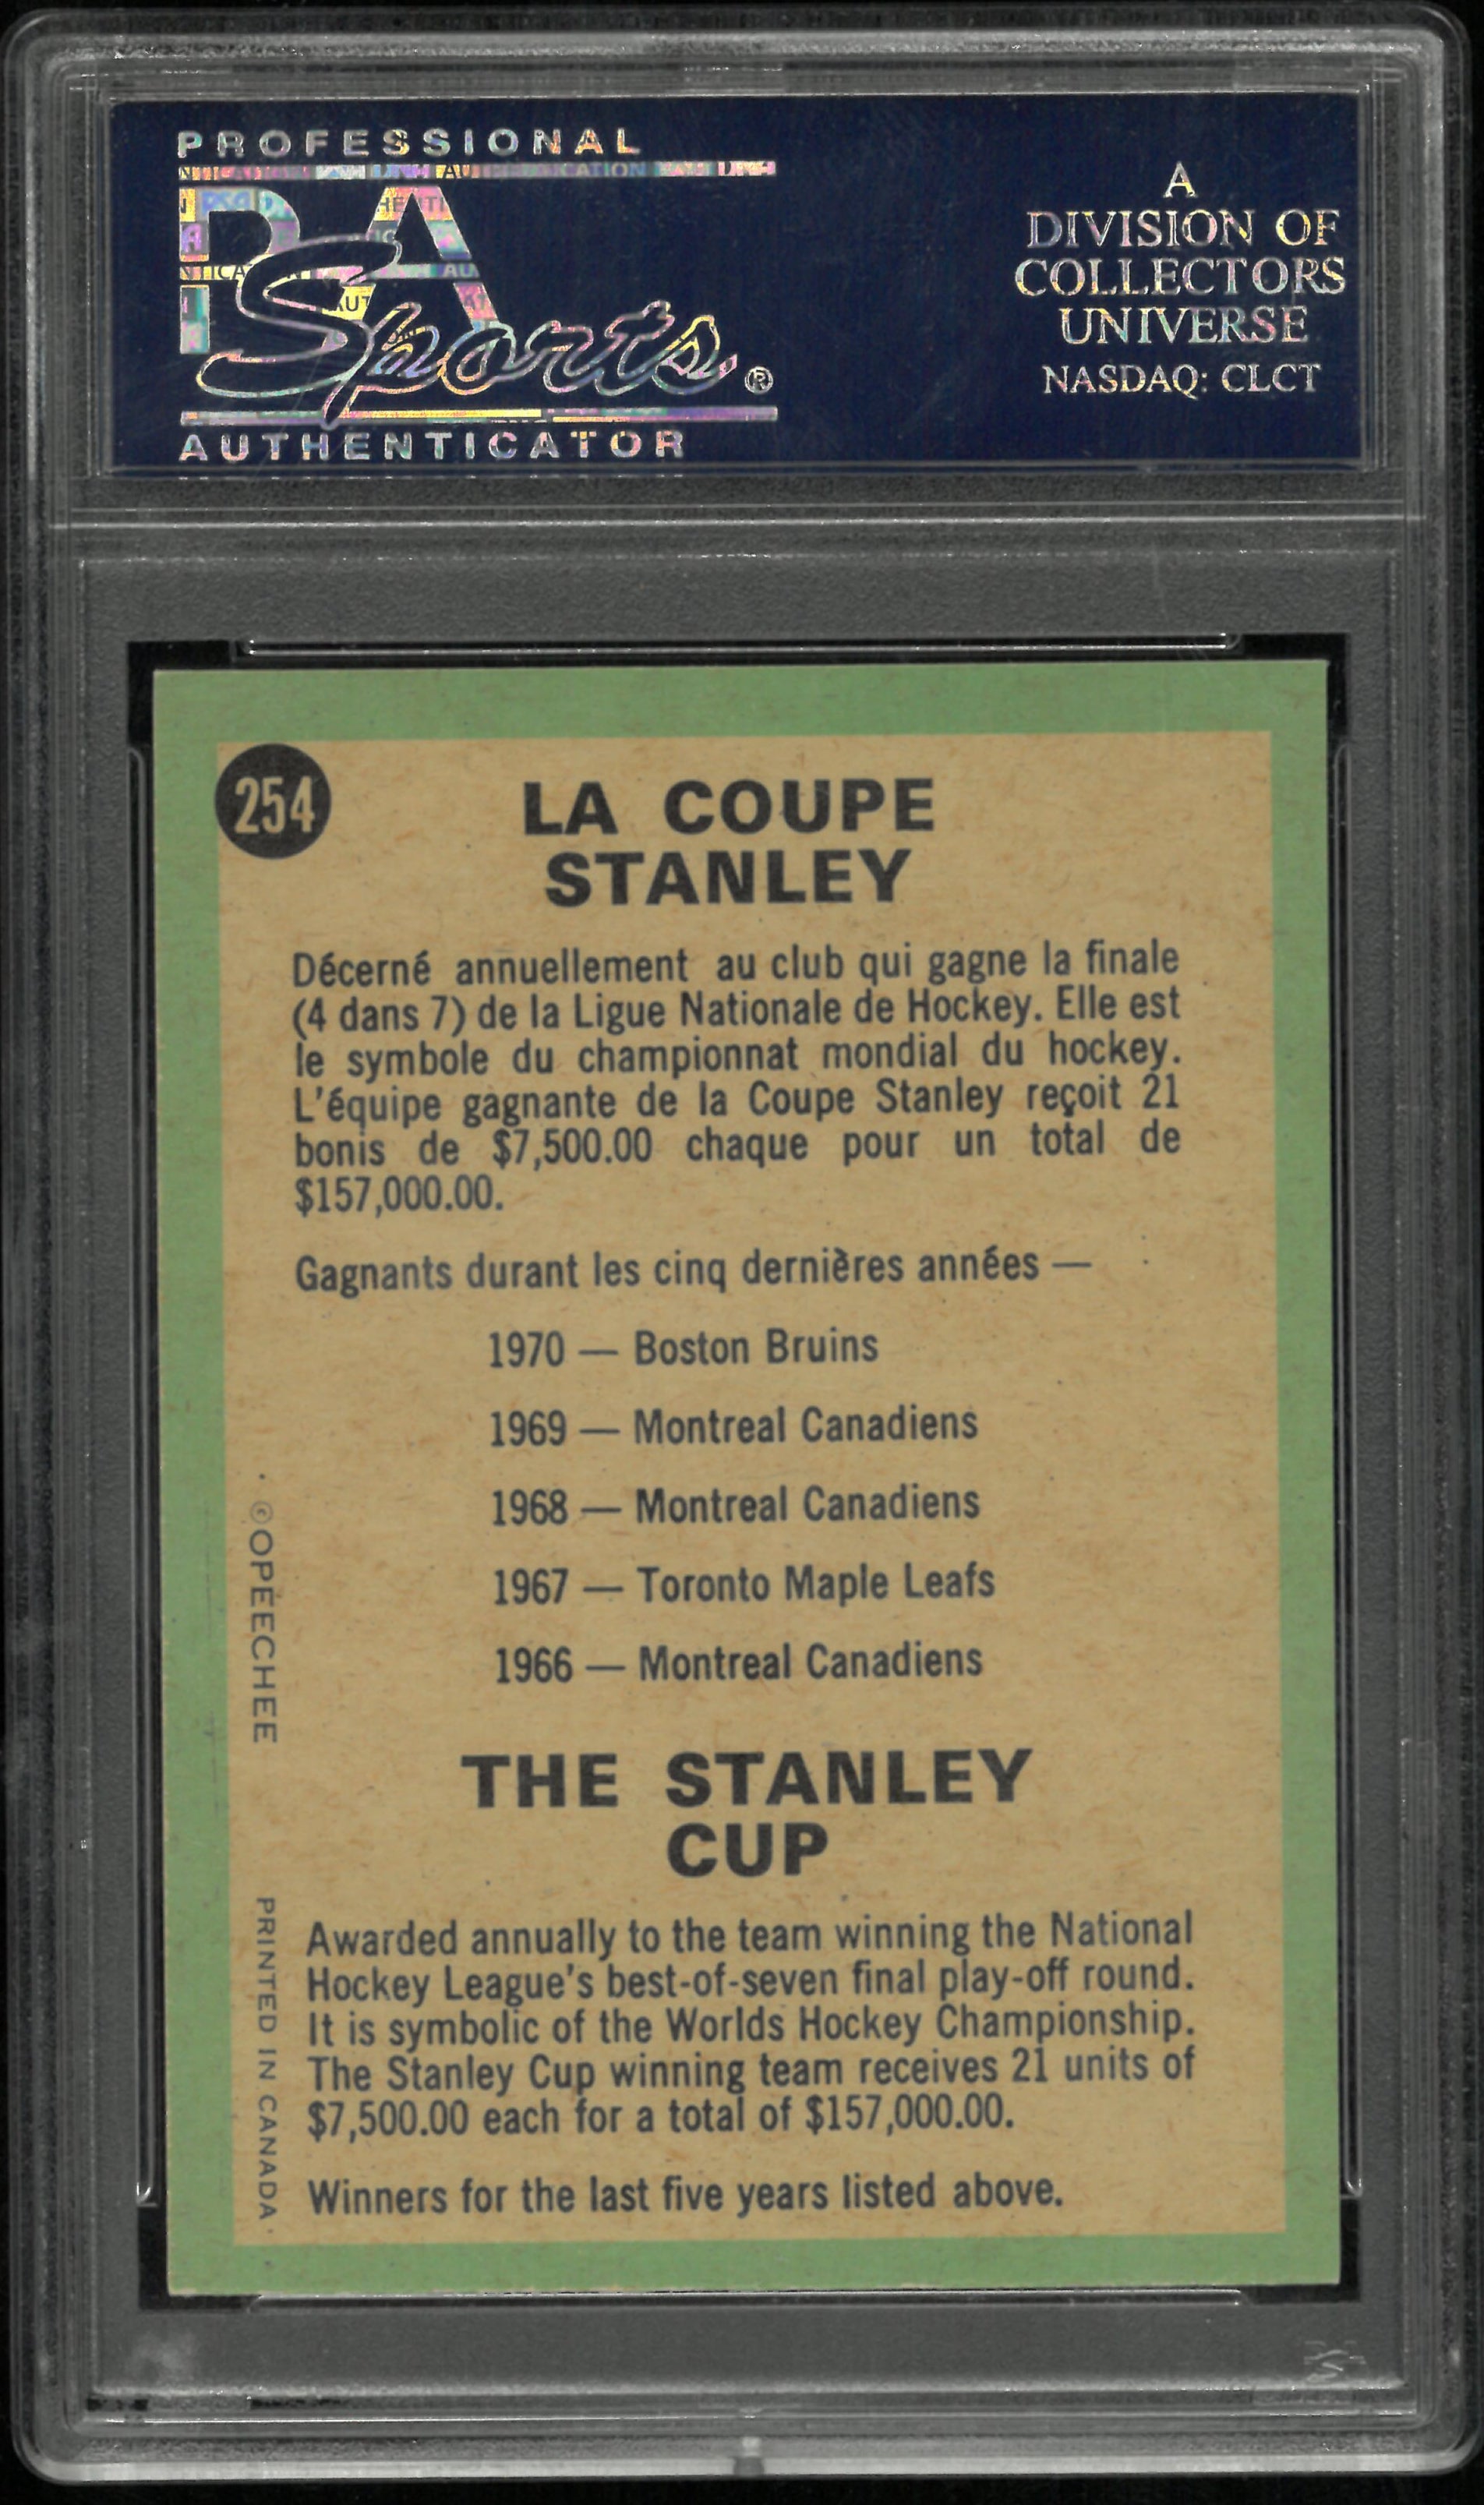 PROFESSIONAL
PSA
Sports®
AUTHENTICATOR
A
DIVISION OF
COLLECTORS
UNIVERSE
NASDAQ: CLCT
254
LA COUPE
STANLEY
Décerné annuellement au club qui gagne la finale
(4 dans 7) de la Ligue Nationale de Hockey. Elle est
le symbole du championnat mondial du hockey.
L'équipe gagnante de la Coupe Stanley reçoit 21
bonis de $7,500.00 chaque pour un total de
$157,000.00.
Gagnants durant les cinq dernières années —
1970 — Boston Bruins
1969 — Montreal Canadiens
1968 — Montreal Canadiens
1967 — Toronto Maple Leafs
1966 — Montreal Canadiens
THE STANLEY
CUP
Awarded annually to the team winning the National
Hockey League's best-of-seven final play-off round.
It is symbolic of the Worlds Hockey Championship.
The Stanley Cup winning team receives 21 units of
$7,500.00 each for a total of $157,000.00.
Winners for the last five years listed above.
©OPEECHEE
PRINTED IN CANADA